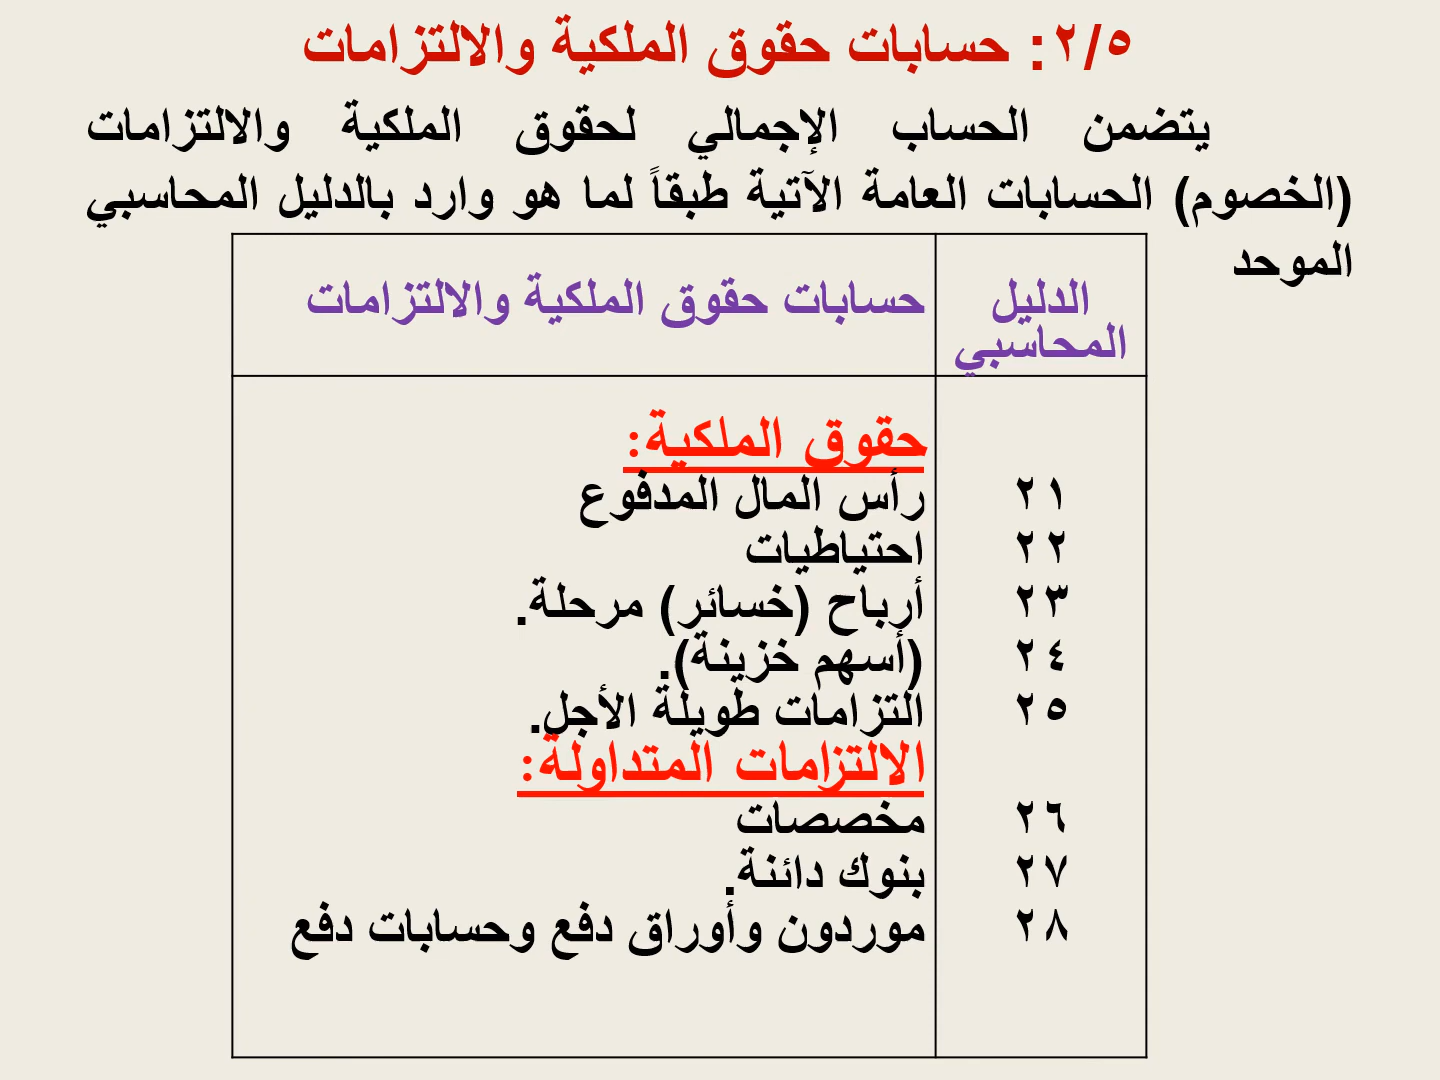 ٢/٥: حسابات حقوق الملكية والالتزامات
يتضمن الحساب الإجمالي لحقوق الملكية والالتزامات
(الخصوم) الحسابات العامة الآتية طبقاً لما هو وارد بالدليل المحاسبي
الموحد
الدليل المحاسبي
حسابات حقوق الملكية والالتزامات
حقوق الملكية:
٢١ رأس المال المدفوع
٢٢ احتياطيات
٢٣ أرباح (خسائر) مرحلة.
٢٤ (أسهم خزينة).
٢٥ التزامات طويلة الأجل.
الالتزامات المتداولة:
٢٦ مخصصات
٢٧ بنوك دائنة.
٢٨ موردون وأوراق دفع وحسابات دفع